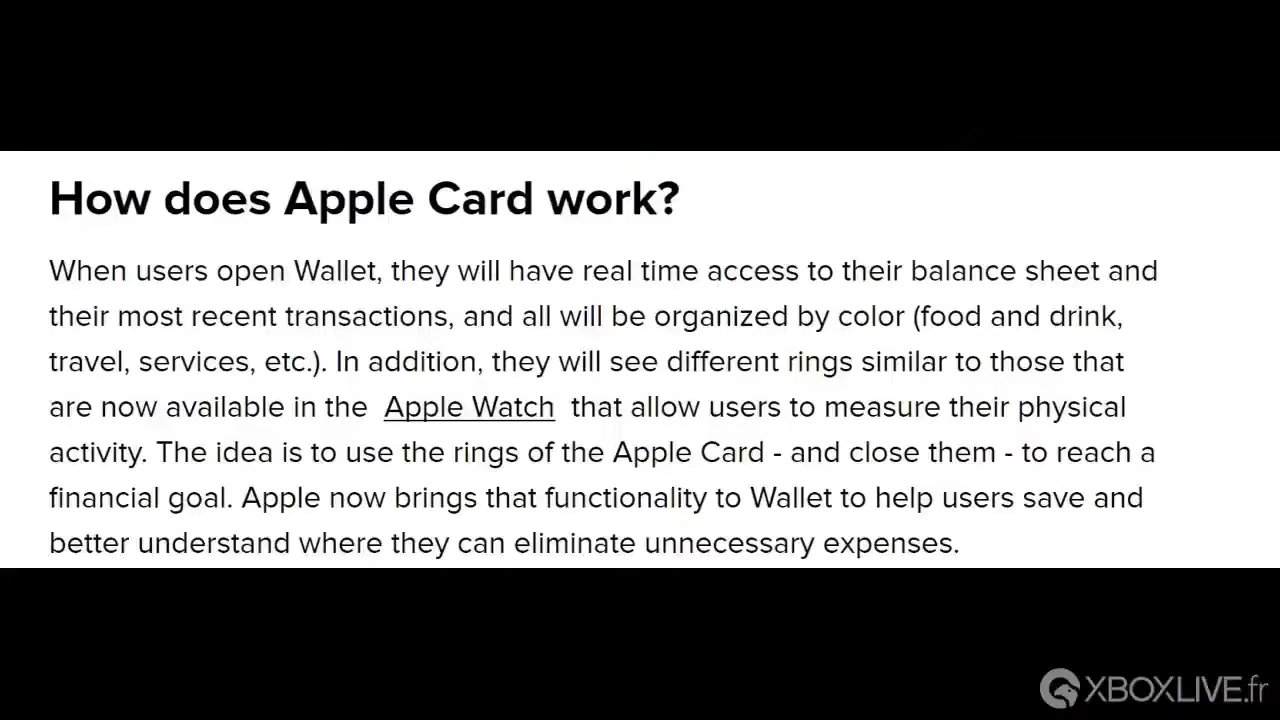 How does Apple Card work?
When users open Wallet, they will have real time access to their balance sheet and
their most recent transactions, and all will be organized by color (food and drink,
travel, services, etc.). In addition, they will see different rings similar to those that
are now available in the Apple Watch that allow users to measure their physical
activity. The idea is to use the rings of the Apple Card - and close them - to reach a
financial goal. Apple now brings that functionality to Wallet to help users save and
better understand where they can eliminate unnecessary expenses.
XBOXLIVE.fr